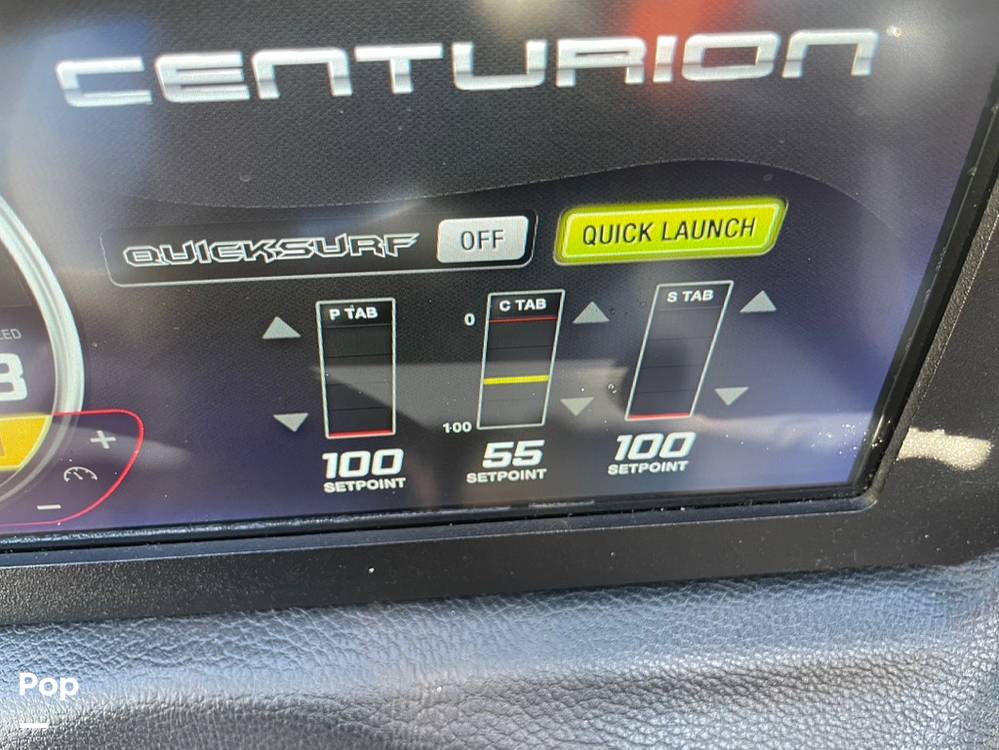 CENTURION
QUICKSURF OFF QUICK LAUNCH
P TAB C TAB S TAB
0
100
100 55 100
SETPOINT SETPOINT SETPOINT
+
−
Pop